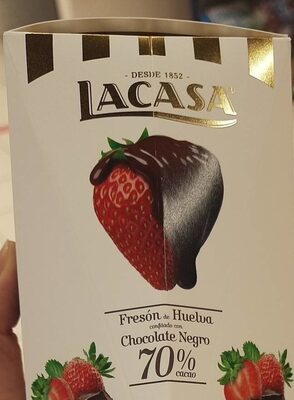 - DESDE 1852 -
LACASA
Fresón de Huelva
confitado con
Chocolate Negro
70%
cacao